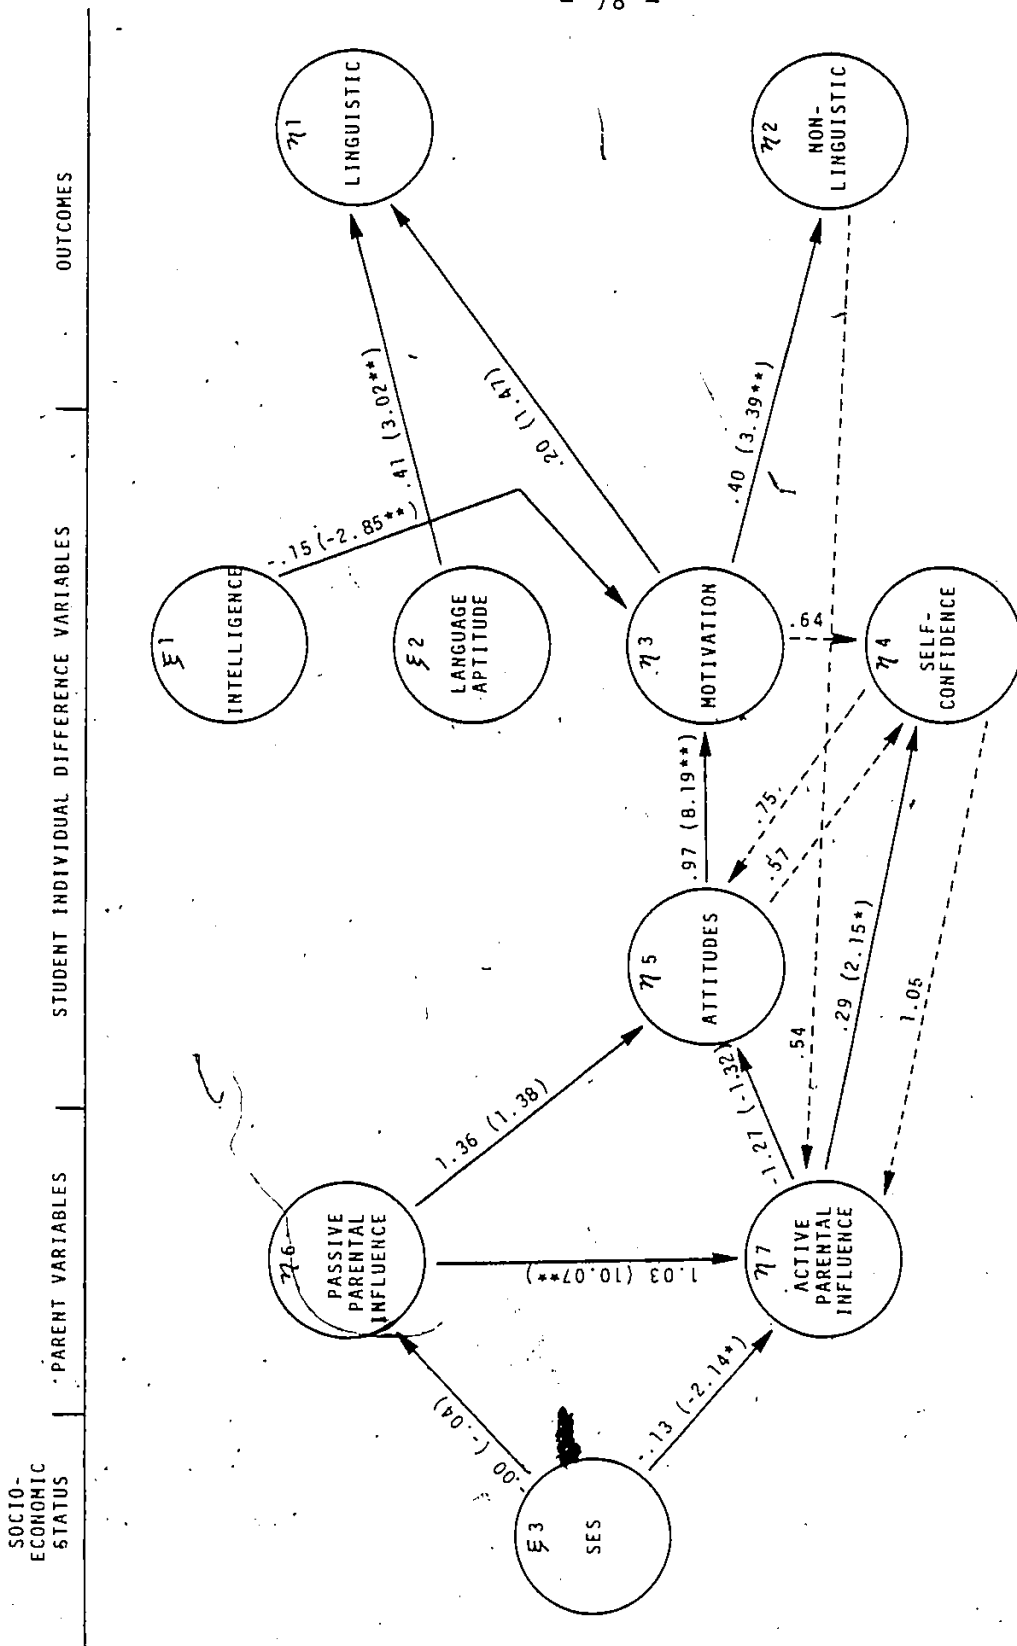 - 78 -
SOCIO-
ECONOMIC
STATUS
PARENT VARIABLES
STUDENT INDIVIDUAL DIFFERENCE VARIABLES
OUTCOMES
ξ1
INTELLIGENCE
-.15(-2.85**)
ξ2
LANGUAGE
APTITUDE
.41 (3.02**)
η1
LINGUISTIC
η6
PASSIVE
PARENTAL
INFLUENCE
1.36 (1.38)
1.03 (10.07**)
-.00 (-.04)
ξ3
SES
-.13 (-2.14*)
η7
ACTIVE
PARENTAL
INFLUENCE
-1.27 (-1.32)
.54
.29 (2.15*)
1.05
η5
ATTITUDES
.97 (8.19**)
.75
.57
η3
MOTIVATION
.20 (1.47)
.40 (3.39**)
.64
η4
SELF-
CONFIDENCE
η2
NON-
LINGUISTIC